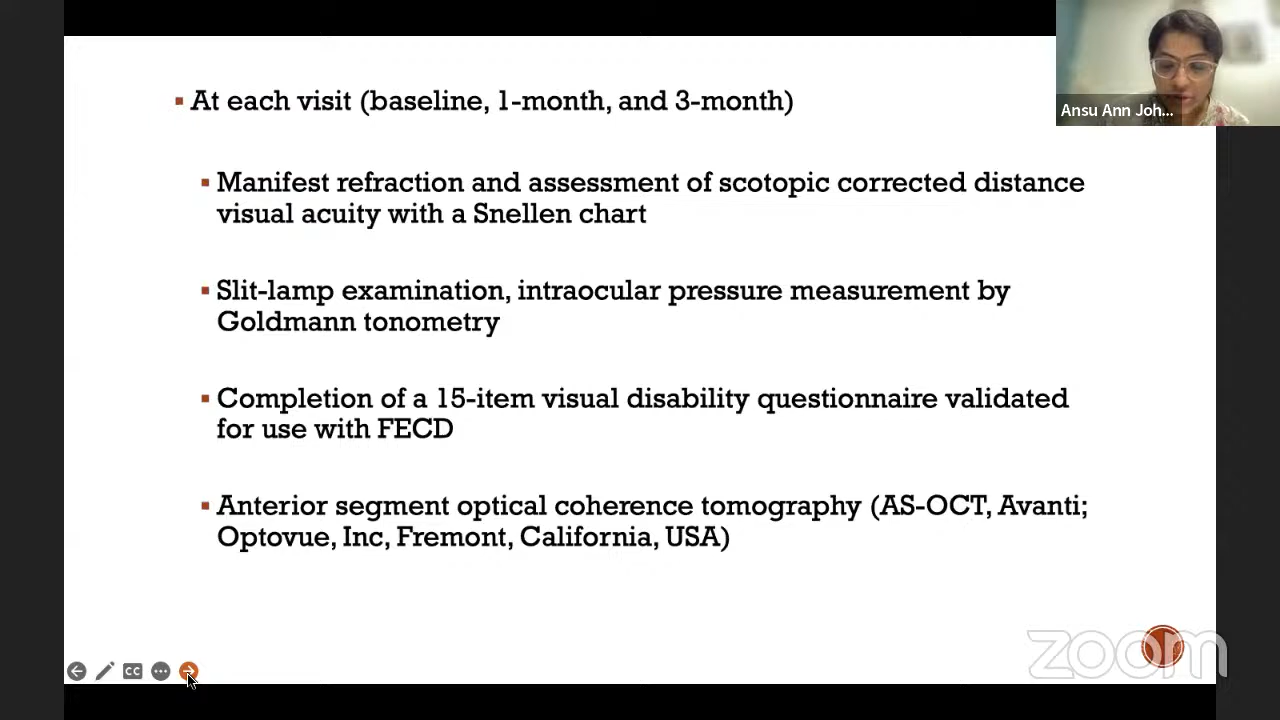 At each visit (baseline, 1-month, and 3-month)
Ansu Ann Joh...
Manifest refraction and assessment of scotopic corrected distance
visual acuity with a Snellen chart
Slit-lamp examination, intraocular pressure measurement by
Goldmann tonometry
Completion of a 15-item visual disability questionnaire validated
for use with FECD
Anterior segment optical coherence tomography (AS-OCT, Avanti;
Optovue, Inc, Fremont, California, USA)
CC
zoom